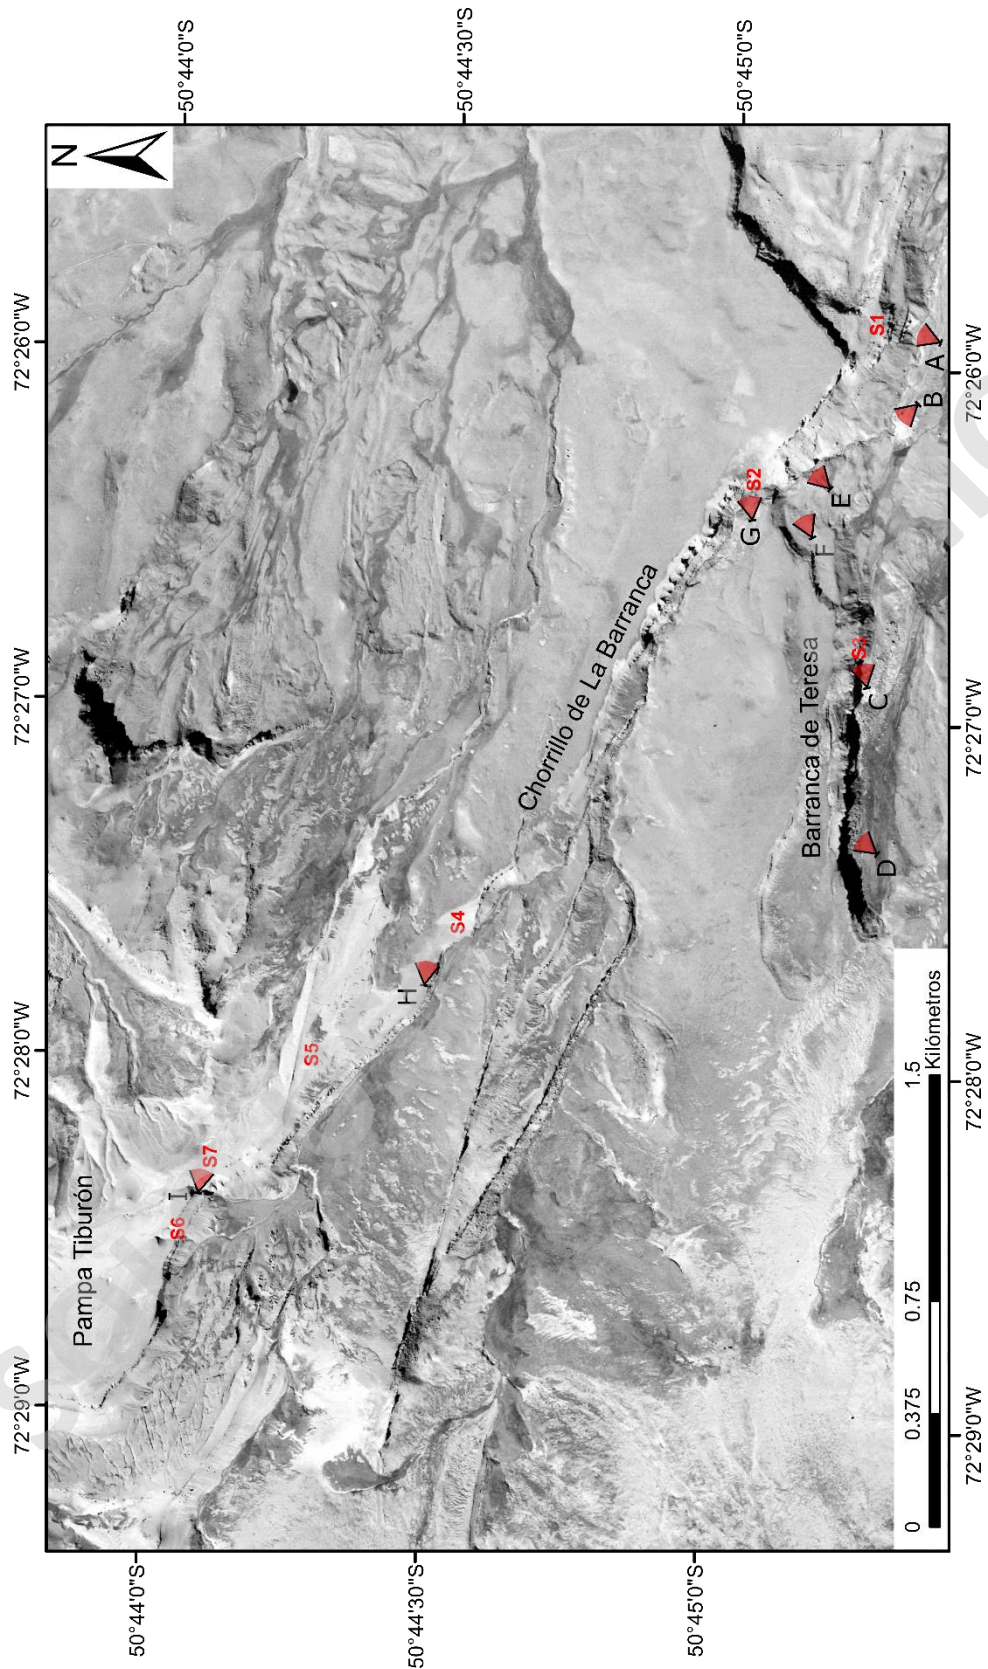 72°29'0"W
72°28'0"W
72°27'0"W
72°26'0"W
N
50°44'0"S
50°44'0"S
Pampa Tiburón
S6
I
S7
S5
50°44'30"S
50°44'30"S
H
S4
Chorrillo de La Barranca
50°45'0"S
50°45'0"S
G
S2
Barranca de Teresa
F
E
S3
C
D
S1
B
A
0
0.375
0.75
1.5
Kilómetros
72°29'0"W
72°28'0"W
72°27'0"W
72°26'0"W